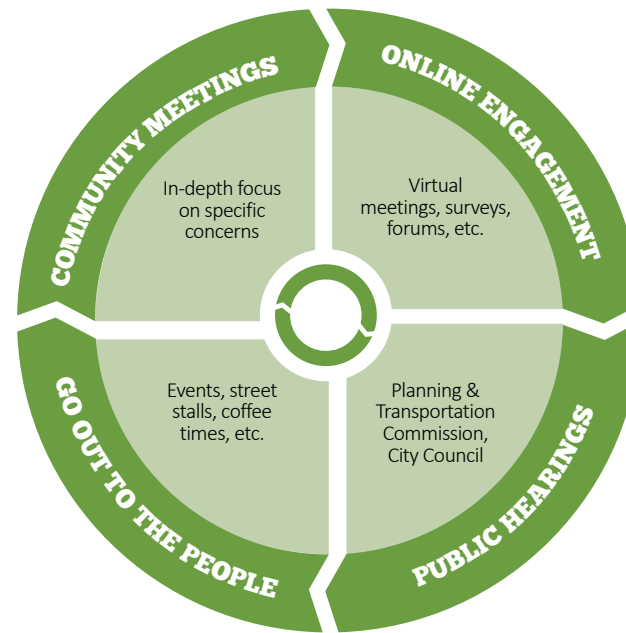 COMMUNITY MEETINGS
In-depth focus
on specific
concerns
ONLINE ENGAGEMENT
Virtual
meetings, surveys,
forums, etc.
GO OUT TO THE PEOPLE
Events, street
stalls, coffee
times, etc.
PUBLIC HEARINGS
Planning &
Transportation
Commission,
City Council